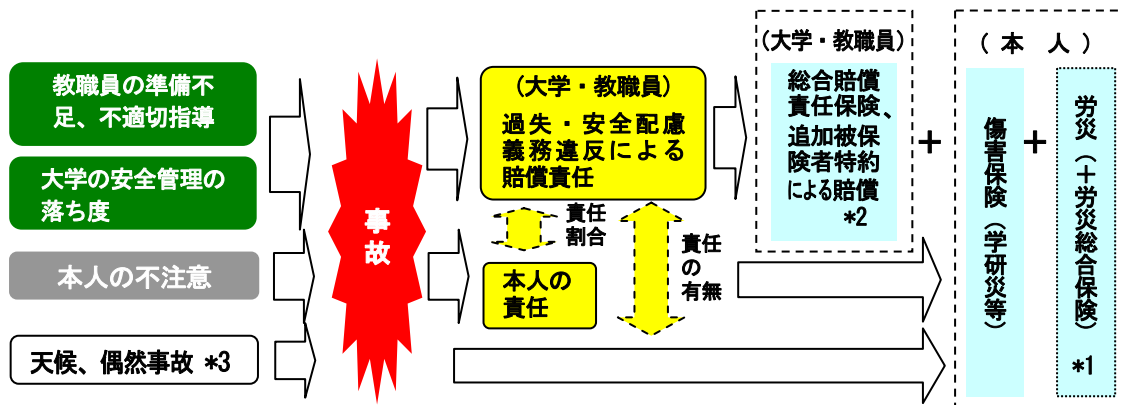 教職員の準備不
足、不適切指導
大学の安全管理の
落ち度
本人の不注意
天候、偶然事故 *3
事
故
(大学・教職員)
過失・安全配慮
義務違反による
賠償責任
責任
割合
本人の
責任
責任
の
有無
(大学・教職員)
総合賠償
責任保険、
追加被保
険者特約
による賠償
*2
+
(本 人)
傷害保険(学研災等)
+
労災(+労災総合保険)
*1